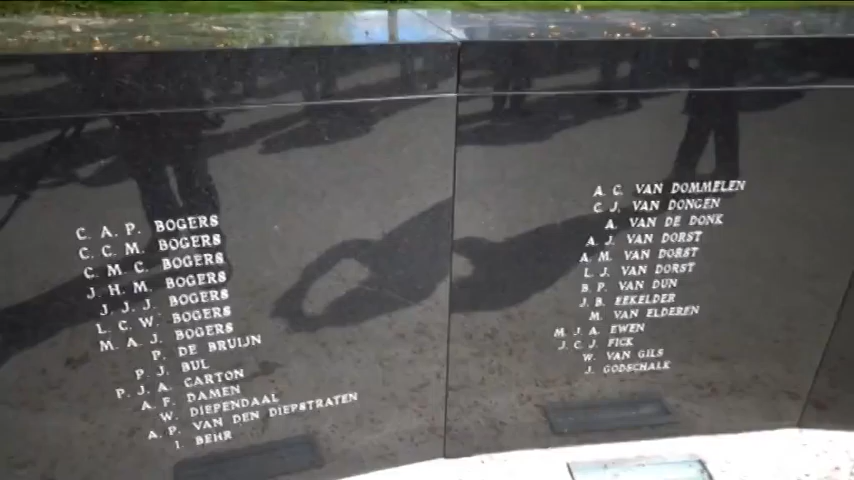 C. A. P. BOGERS
C. C. M. BOGERS
C. M. C. BOGERS
J. H. M. BOGERS
J. J. J. BOGERS
L. C. W. BOGERS
M. A. J. BOGERS
P. DE BRUIJN
P. J. BUL
P. J. A. CARTON
A. F. DAMEN
W. DIEPENDAAL
A. P. VAN DEN DIEPSTRATEN
I. BEHR
A. C. VAN DOMMELEN
C. J. VAN DONGEN
A. VAN DE DONK
A. J. VAN DORST
A. M. VAN DORST
L. J. VAN DORST
B. P. VAN DUN
J. B. EEKELDER
M. VAN ELDEREN
M. J. A. EWEN
J. C. J. FICK
W. VAN GILS
J. GODSCHALK